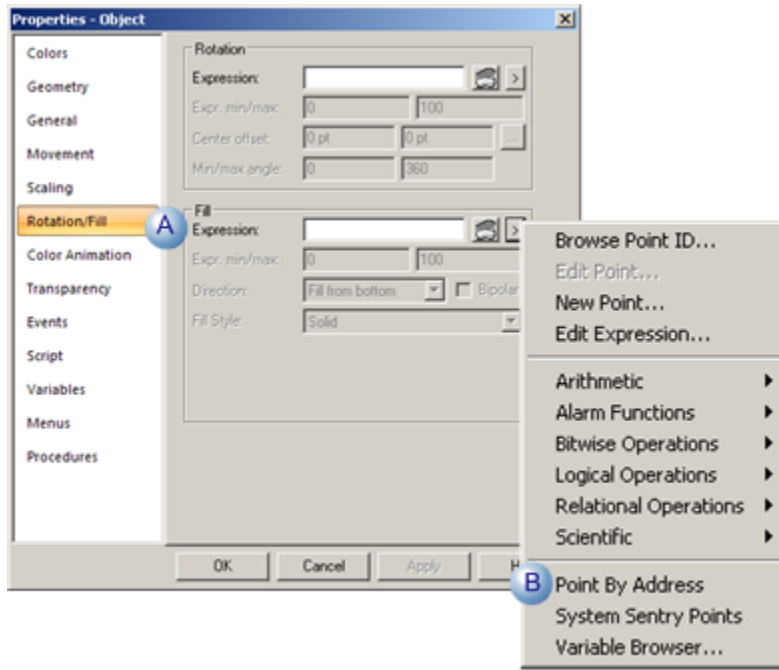 Properties - Object
Colors
Geometry
General
Movement
Scaling
Rotation/Fill
Color Animation
Transparency
Events
Script
Variables
Menus
Procedures
Rotation
Expression:
>
Expr. min/max:
0
100
Center offset:
0 pt
0 pt
...
Min/max angle:
0
360
A
Fill
Expression:
>
Expr. min/max:
0
100
Direction:
Fill from bottom
Bipolar
Fill Style:
Solid
OK
Cancel
Apply
H
Browse Point ID...
Edit Point...
New Point...
Edit Expression...
Arithmetic
Alarm Functions
Bitwise Operations
Logical Operations
Relational Operations
Scientific
B
Point By Address
System Sentry Points
Variable Browser...